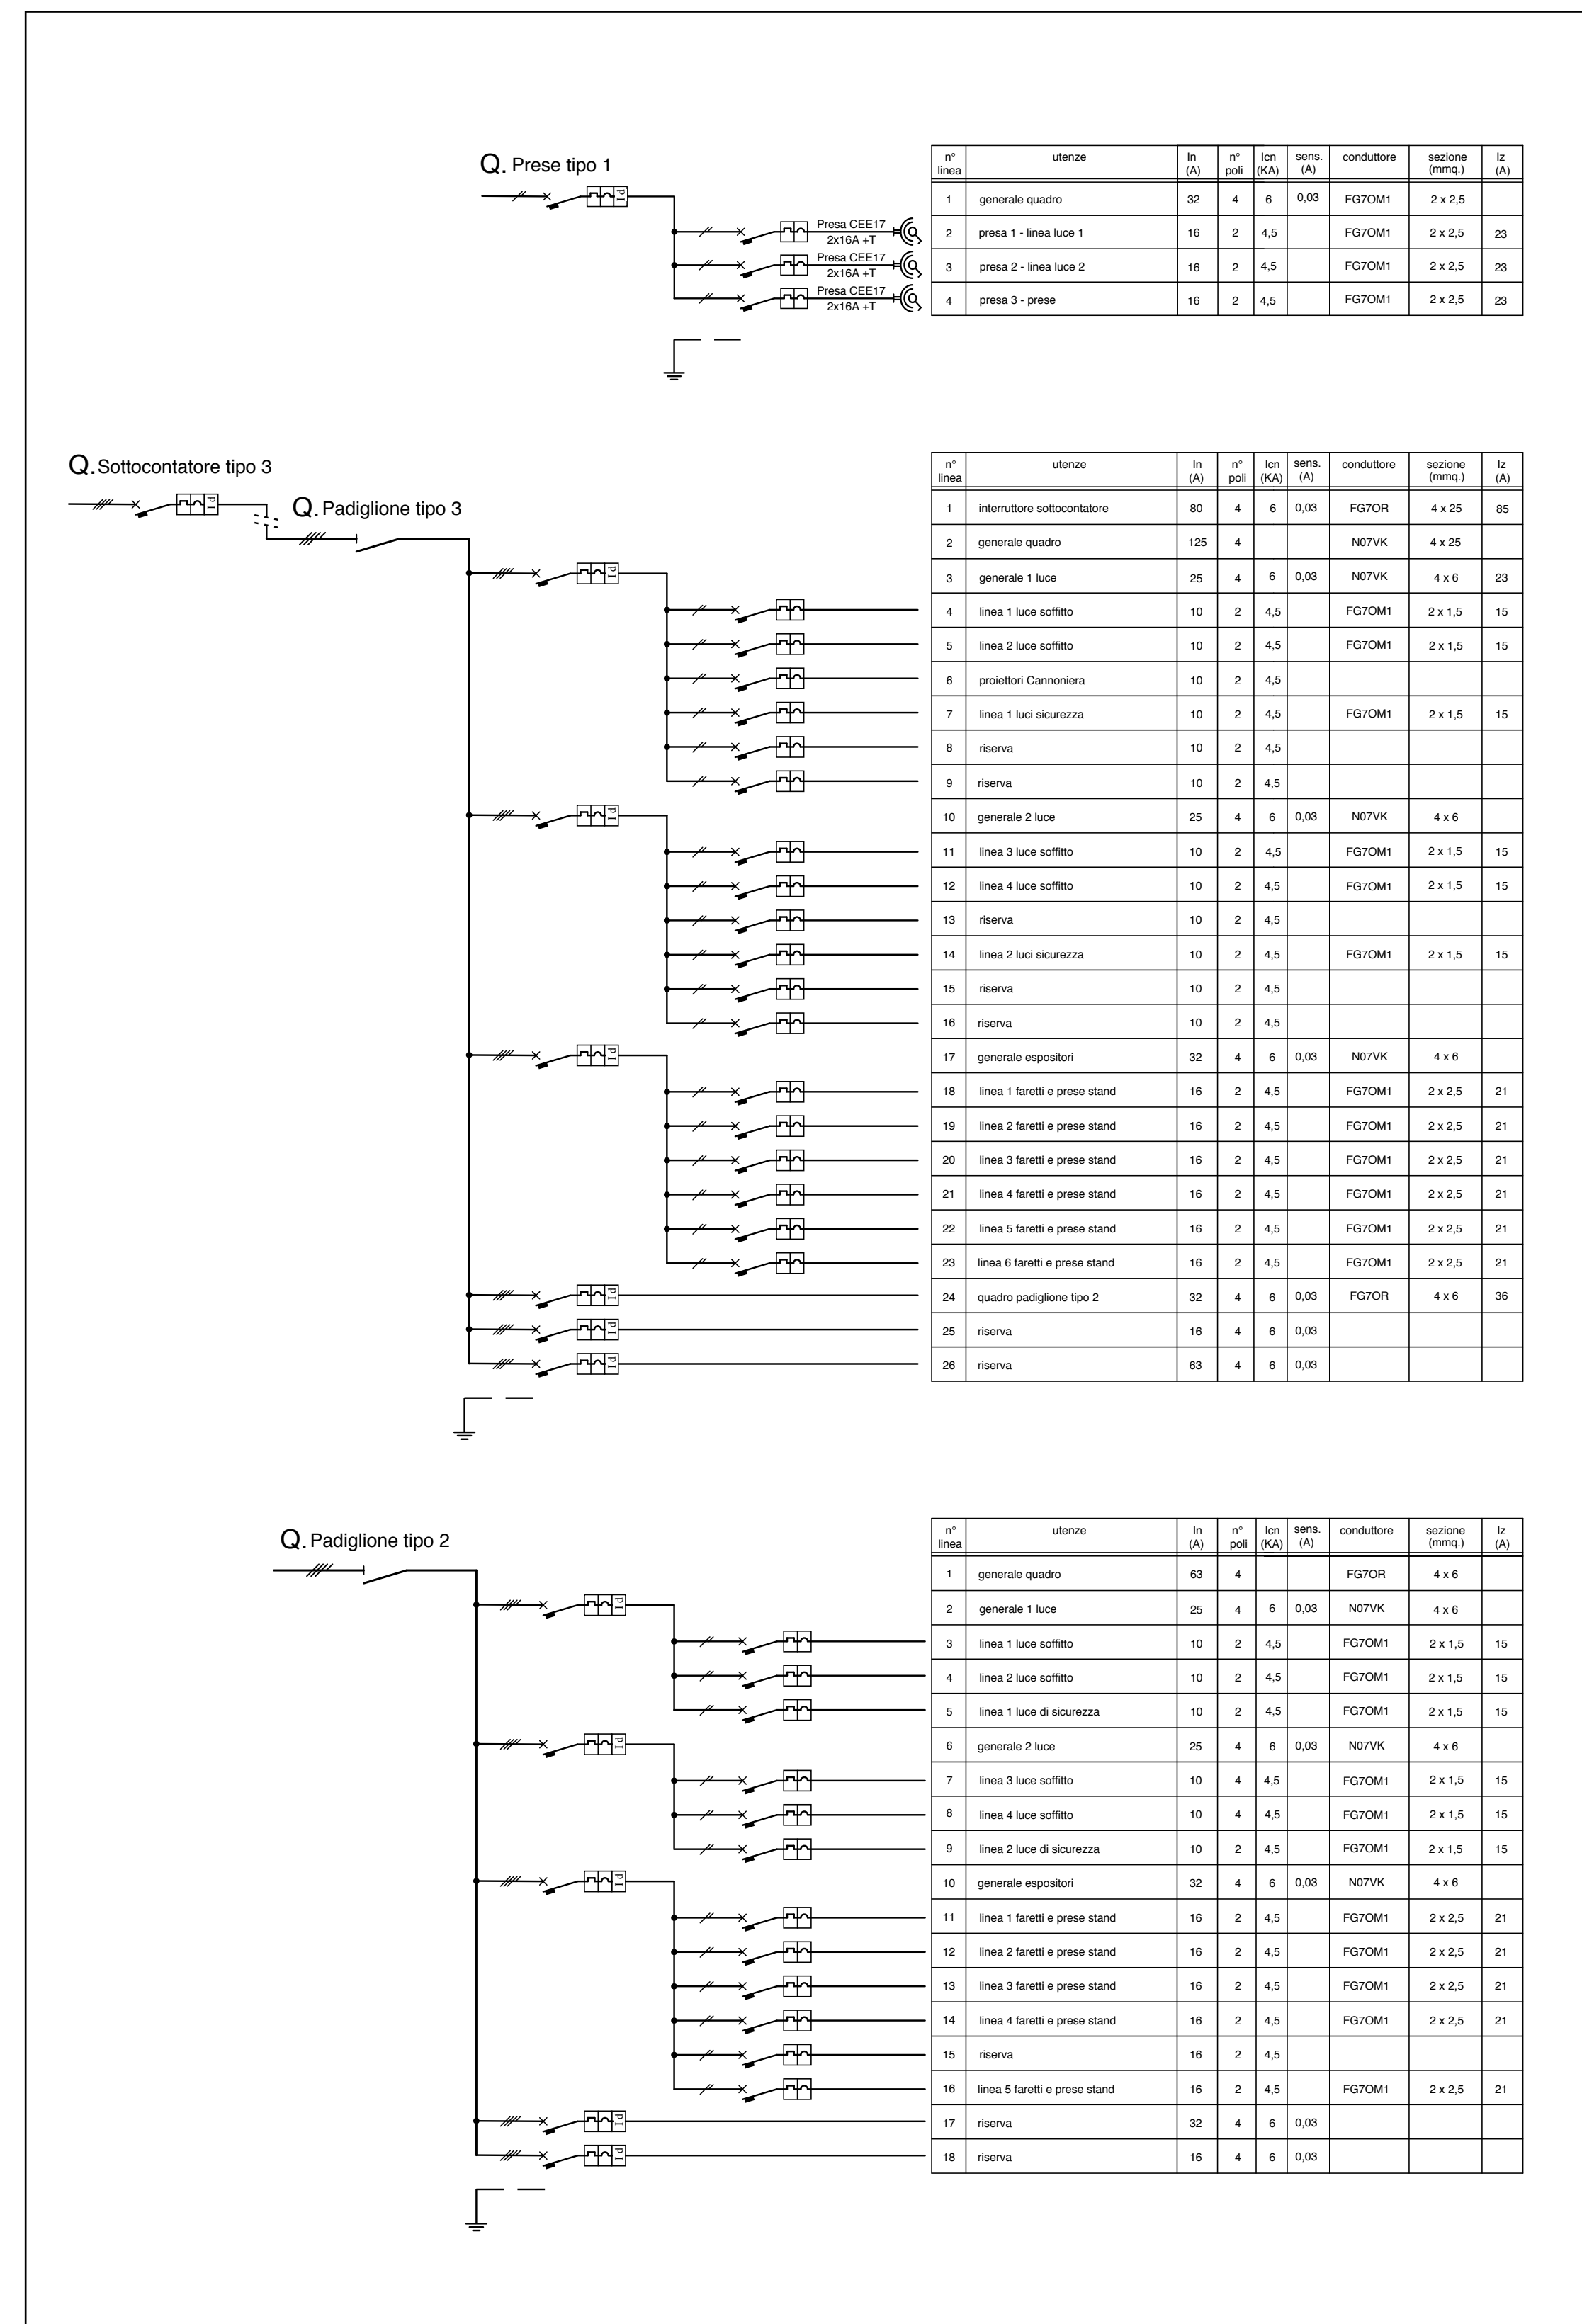 Q. Prese tipo 1
n° linea utenze In (A) n° poli Icn (KA) sens. (A) conduttore sezione (mmq.) Iz (A)
1 generale quadro 32 4 6 0,03 FG7OM1 2 x 2,5
Presa CEE17
2x16A +T
2 presa 1 - linea luce 1 16 2 4,5 FG7OM1 2 x 2,5 23
Presa CEE17
2x16A +T
3 presa 2 - linea luce 2 16 2 4,5 FG7OM1 2 x 2,5 23
Presa CEE17
2x16A +T
4 presa 3 - prese 16 2 4,5 FG7OM1 2 x 2,5 23
Q. Sottocontatore tipo 3
Q. Padiglione tipo 3
n° linea utenze In (A) n° poli Icn (KA) sens. (A) conduttore sezione (mmq.) Iz (A)
1 interruttore sottocontatore 80 4 6 0,03 FG7OR 4 x 25 85
2 generale quadro 125 4 N07VK 4 x 25
3 generale 1 luce 25 4 6 0,03 N07VK 4 x 6 23
4 linea 1 luce soffitto 10 2 4,5 FG7OM1 2 x 1,5 15
5 linea 2 luce soffitto 10 2 4,5 FG7OM1 2 x 1,5 15
6 proiettori Cannoniera 10 2 4,5
7 linea 1 luci sicurezza 10 2 4,5 FG7OM1 2 x 1,5 15
8 riserva 10 2 4,5
9 riserva 10 2 4,5
10 generale 2 luce 25 4 6 0,03 N07VK 4 x 6
11 linea 3 luce soffitto 10 2 4,5 FG7OM1 2 x 1,5 15
12 linea 4 luce soffitto 10 2 4,5 FG7OM1 2 x 1,5 15
13 riserva 10 2 4,5
14 linea 2 luci sicurezza 10 2 4,5 FG7OM1 2 x 1,5 15
15 riserva 10 2 4,5
16 riserva 10 2 4,5
17 generale espositori 32 4 6 0,03 N07VK 4 x 6
18 linea 1 faretti e prese stand 16 2 4,5 FG7OM1 2 x 2,5 21
19 linea 2 faretti e prese stand 16 2 4,5 FG7OM1 2 x 2,5 21
20 linea 3 faretti e prese stand 16 2 4,5 FG7OM1 2 x 2,5 21
21 linea 4 faretti e prese stand 16 2 4,5 FG7OM1 2 x 2,5 21
22 linea 5 faretti e prese stand 16 2 4,5 FG7OM1 2 x 2,5 21
23 linea 6 faretti e prese stand 16 2 4,5 FG7OM1 2 x 2,5 21
24 quadro padiglione tipo 2 32 4 6 0,03 FG7OR 4 x 6 36
25 riserva 16 4 6 0,03
26 riserva 63 4 6 0,03
Q. Padiglione tipo 2
n° linea utenze In (A) n° poli Icn (KA) sens. (A) conduttore sezione (mmq.) Iz (A)
1 generale quadro 63 4 FG7OR 4 x 6
2 generale 1 luce 25 4 6 0,03 N07VK 4 x 6
3 linea 1 luce soffitto 10 2 4,5 FG7OM1 2 x 1,5 15
4 linea 2 luce soffitto 10 2 4,5 FG7OM1 2 x 1,5 15
5 linea 1 luce di sicurezza 10 2 4,5 FG7OM1 2 x 1,5 15
6 generale 2 luce 25 4 6 0,03 N07VK 4 x 6
7 linea 3 luce soffitto 10 4 4,5 FG7OM1 2 x 1,5 15
8 linea 4 luce soffitto 10 4 4,5 FG7OM1 2 x 1,5 15
9 linea 2 luce di sicurezza 10 2 4,5 FG7OM1 2 x 1,5 15
10 generale espositori 32 4 6 0,03 N07VK 4 x 6
11 linea 1 faretti e prese stand 16 2 4,5 FG7OM1 2 x 2,5 21
12 linea 2 faretti e prese stand 16 2 4,5 FG7OM1 2 x 2,5 21
13 linea 3 faretti e prese stand 16 2 4,5 FG7OM1 2 x 2,5 21
14 linea 4 faretti e prese stand 16 2 4,5 FG7OM1 2 x 2,5 21
15 riserva 16 2 4,5
16 linea 5 faretti e prese stand 16 2 4,5 FG7OM1 2 x 2,5 21
17 riserva 32 4 6 0,03
18 riserva 16 4 6 0,03